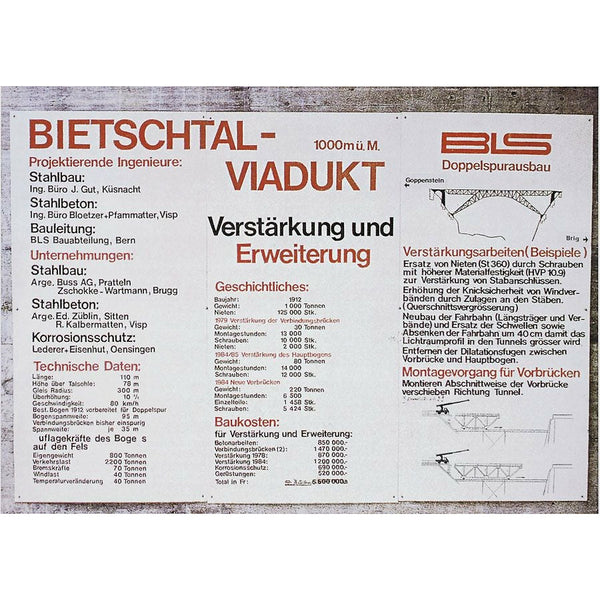 BIETSCHTAL-
1000m ü. M.
VIADUKT
Projektierende Ingenieure:
Stahlbau:
Ing. Büro J. Gut, Küsnacht
Stahlbeton:
Ing. Büro Bloetzer+Pfammatter, Visp
Bauleitung:
BLS Bauabteilung, Bern
Unternehmungen:
Stahlbau:
Arge. Buss AG, Pratteln
Zschokke-Wartmann, Brugg
Stahlbeton:
Arge. Ed. Züblin, Sitten
R. Kalbermatten, Visp
Korrosionsschutz:
Lederer+Eisenhut, Oensingen
Technische Daten:
Länge: 110 m
Höhe über Talsohle: 78 m
Gleis Radius: 300 m
Überhöhung: 10 %
Geschwindigkeit: 80 km/h
Best. Bogen 1912 vorbereitet für Doppelspur
Bogenspannweite: 95 m
Verbindungsbrücken bisher einspurig
Spannweite je 35 m
uflagekräfte des Boge s
auf den Fels
Eigengewicht 800 Tonnen
Verkehrslast 2200 Tonnen
Bremskräfte 70 Tonnen
Windlast 40 Tonnen
Temperaturveränderung 40 Tonnen
Verstärkung und
Erweiterung
Geschichtliches:
Baujahr: 1912
Gewicht: 1 000 Tonnen
Nieten: 125 000 Stk.
1979 Verstärkung der Verbindungsbrücken
Gewicht: 30 Tonnen
Montagestunden: 13 000
Schrauben: 10 000 Stk.
Nieten: 2 000 Stk.
1984/85 Verstärkung des Hauptbogens
Gewicht: 80 Tonnen
Montagestunden: 14 000
Schrauben: 12 000 Stk.
1984 Neue Vorbrücken
Gewicht: 220 Tonnen
Montagestunden: 6 500
Einzelteile: 1 458 Stk.
Schrauben: 5 424 Stk.
Baukosten:
für Verstärkung und Erweiterung:
Betonarbeiten: 850 000.-
Verbindungsbrücken (2): 1 470 000.-
Verstärkung 1978: 870 000.-
Verstärkung 1984: 1 200 000.-
Korrosionsschutz: 690 000.-
Gerüste: 520 000.-
Total in Fr: 5 600 000.-
BLS
Doppelspurausbau
Goppenstein
Brig
Verstärkungsarbeiten (Beispiele)
Ersatz von Nieten (St 360) durch Schrauben
mit höherer Materialfestigkeit (HVP 10.9)
zur Verstärkung von Stabanschlüssen.
Erhöhung der Knicksicherheit von Windver-
bänden durch Zulagen an den Stäben.
(Querschnittsvergrösserung)
Neubau der Fahrbahn (Längsträger und Ver-
bände) und Ersatz der Schwellen sowie
Absenken der Fahrbahn um 40 cm damit das
Lichtraumprofil in den Tunnels grösser wird
Entfernen der Dilatationsfugen zwischen
Vorbrücke und Hauptbogen.
Montagevorgang für Vorbrücken
Montieren Abschnittweise der Vorbrücke
verschieben Richtung Tunnel.